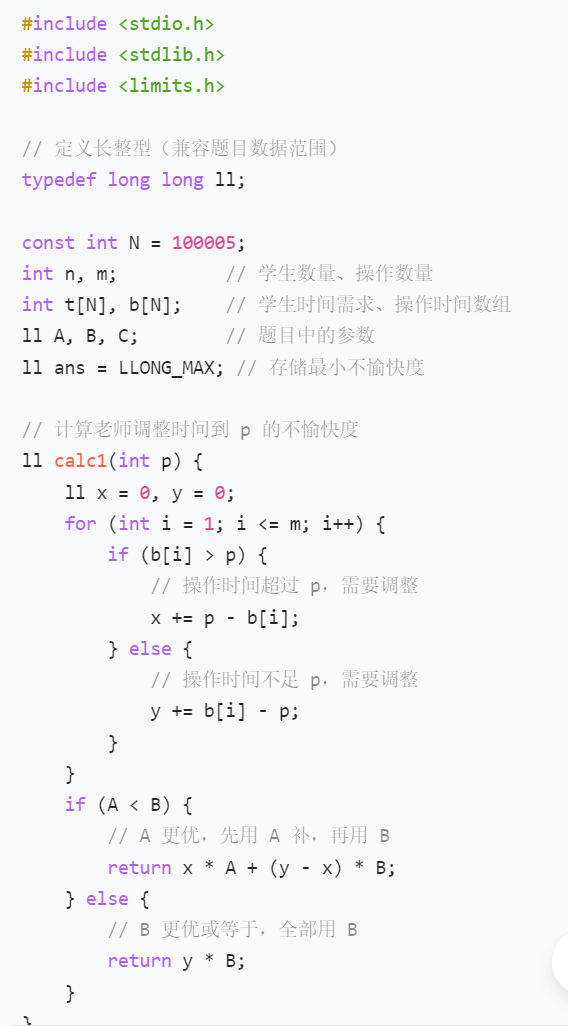 #include <stdio.h>
#include <stdlib.h>
#include <limits.h>
// 定义长整型（兼容题目数据范围）
typedef long long ll;
const int N = 100005;
int n, m;          // 学生数量、操作数量
int t[N], b[N];    // 学生时间需求、操作时间数组
ll A, B, C;        // 题目中的参数
ll ans = LLONG_MAX; // 存储最小不愉快度
// 计算老师调整时间到 p 的不愉快度
ll calc1(int p) {
    ll x = 0, y = 0;
    for (int i = 1; i <= m; i++) {
        if (b[i] > p) {
            // 操作时间超过 p，需要调整
            x += p - b[i];
        } else {
            // 操作时间不足 p，需要调整
            y += b[i] - p;
        }
    }
    if (A < B) {
        // A 更优，先用 A 补，再用 B
        return x * A + (y - x) * B;
    } else {
        // B 更优或等于，全部用 B
        return y * B;
    }
}